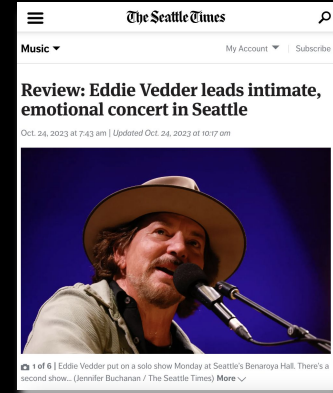 The Seattle Times
Music
My Account
Subscribe
Review: Eddie Vedder leads intimate,
emotional concert in Seattle
Oct. 24, 2023 at 7:43 am | Updated Oct. 24, 2023 at 10:17 am
1 of 6 | Eddie Vedder put on a solo show Monday at Seattle's Benaroya Hall. There's a
second show... (Jennifer Buchanan / The Seattle Times) More